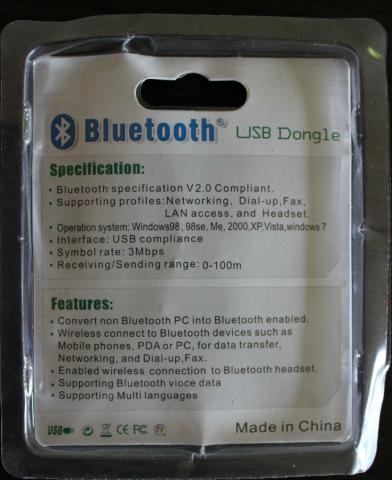 Bluetooth® USB Dongle
Specification:
• Bluetooth specification V2.0 Compliant.
• Supporting profiles:Networking, Dial-up,Fax,
LAN access, and Headset.
• Operation system: Windows98, 98se, Me, 2000,XP,Vista,windows 7
• Interface: USB compliance
• Symbol rate: 3Mbps
• Receiving/Sending range: 0-100m
Features:
• Convert non Bluetooth PC into Bluetooth enabled.
• Wireless connect to Bluetooth devices such as
Mobile phones, PDA or PC, for data transfer,
Networking, and Dial-up,Fax.
• Enabled wireless connection to Bluetooth headset.
• Supporting Bluetooth vioce data
• Supporting Multi languages
USB CE FC Made in China